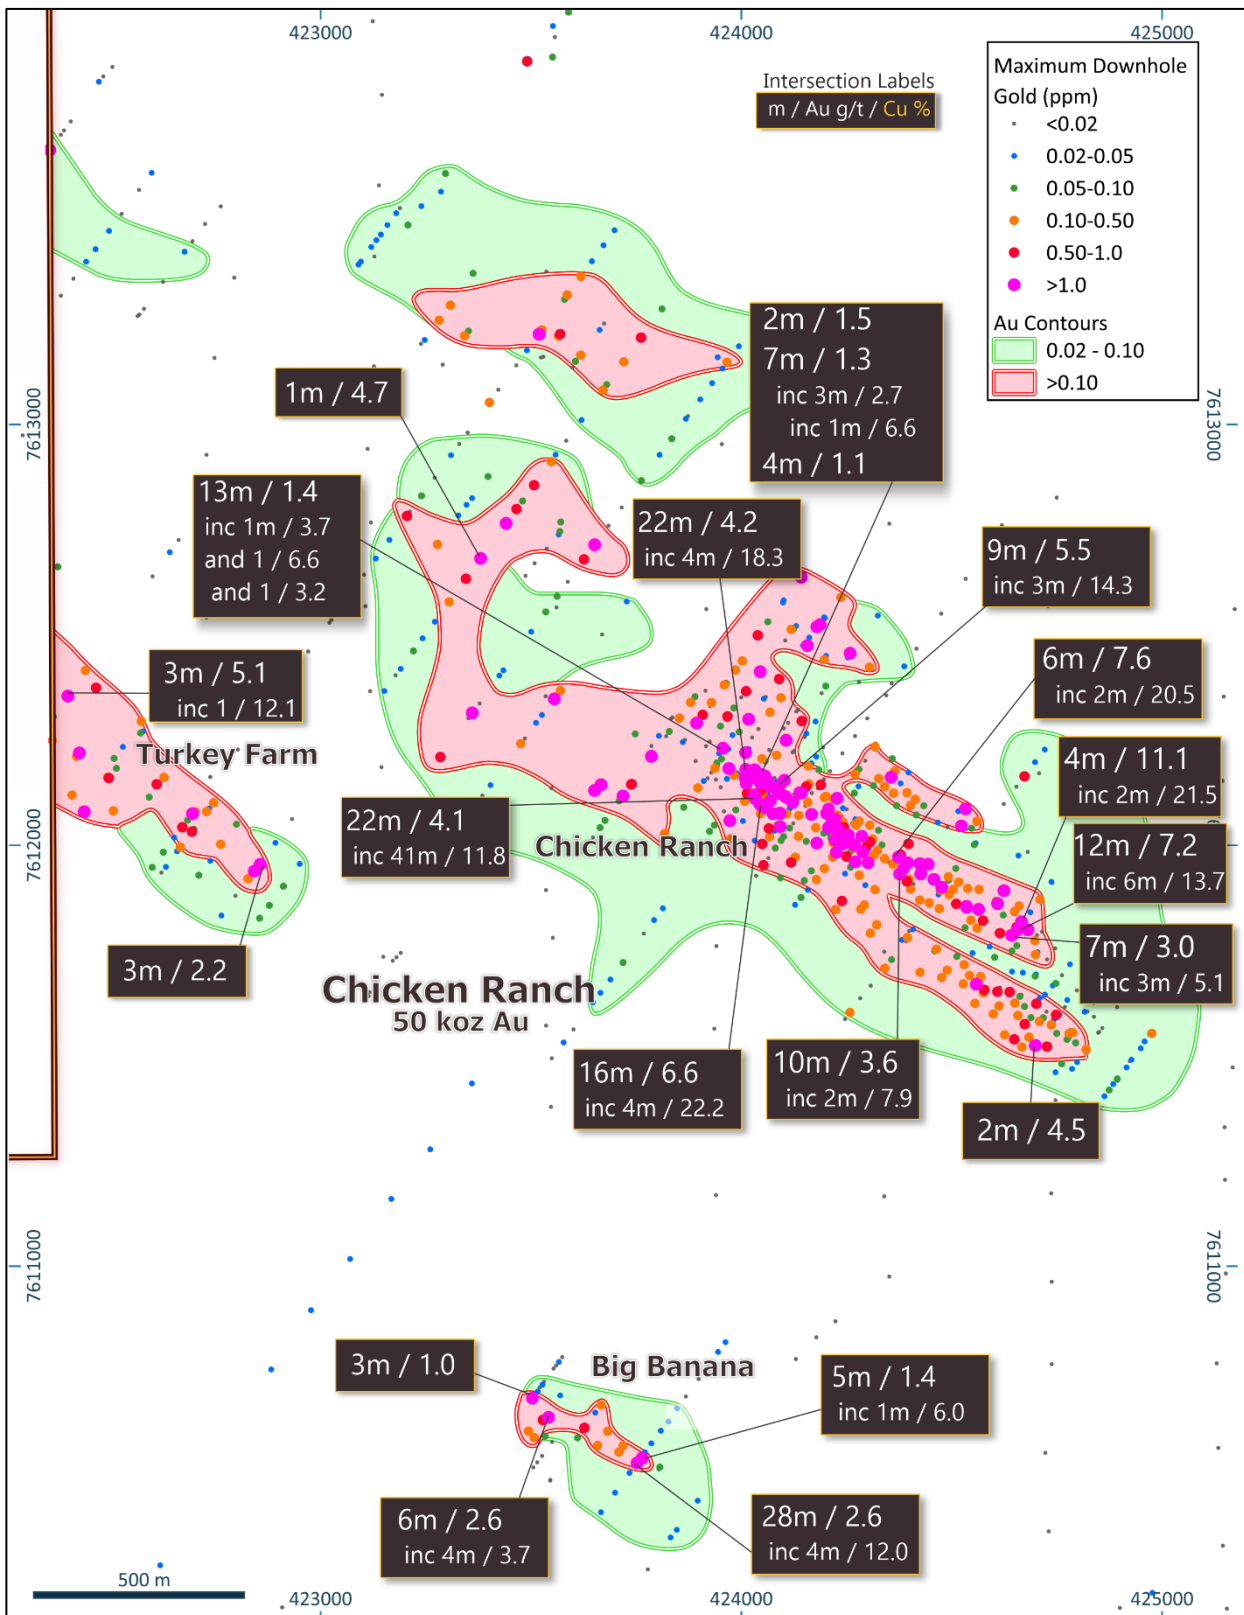 423000
424000
425000
Intersection Labels
m / Au g/t / Cu %
Maximum Downhole
Gold (ppm)
<0.02
0.02-0.05
0.05-0.10
0.10-0.50
0.50-1.0
>1.0
Au Contours
0.02 - 0.10
>0.10
7613000
7613000
2m / 1.5
7m / 1.3
inc 3m / 2.7
inc 1m / 6.6
4m / 1.1
1m / 4.7
13m / 1.4
inc 1m / 3.7
and 1 / 6.6
and 1 / 3.2
22m / 4.2
inc 4m / 18.3
9m / 5.5
inc 3m / 14.3
3m / 5.1
inc 1 / 12.1
6m / 7.6
inc 2m / 20.5
Turkey Farm
4m / 11.1
inc 2m / 21.5
22m / 4.1
inc 41m / 11.8
Chicken Ranch
12m / 7.2
inc 6m / 13.7
7612000
7m / 3.0
inc 3m / 5.1
3m / 2.2
Chicken Ranch
50 koz Au
16m / 6.6
inc 4m / 22.2
10m / 3.6
inc 2m / 7.9
2m / 4.5
7611000
7611000
3m / 1.0
Big Banana
5m / 1.4
inc 1m / 6.0
6m / 2.6
inc 4m / 3.7
28m / 2.6
inc 4m / 12.0
500 m
423000
424000
425000